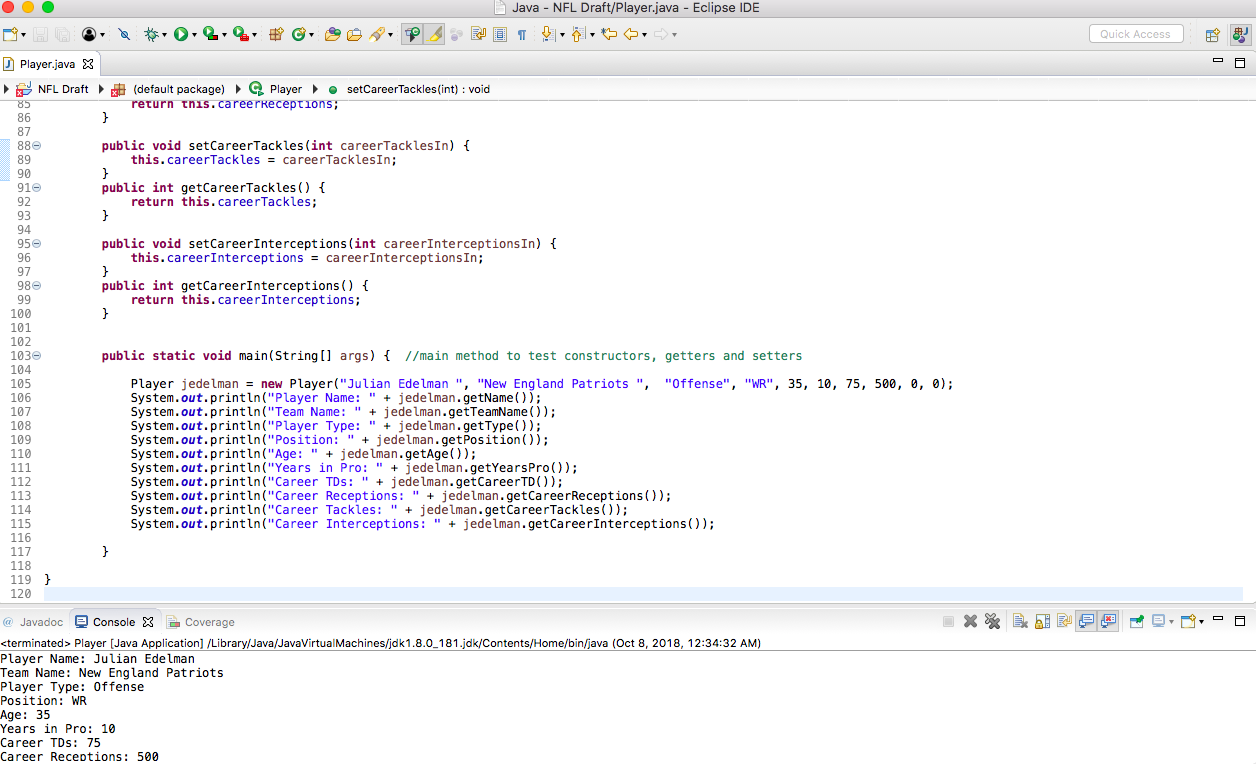 Java - NFL Draft/Player.java - Eclipse IDE
Quick Access
Player.java
NFL Draft (default package) Player setCareerTackles(int) : void
85 return this.careerReceptions;
86 }
87
88 public void setCareerTackles(int careerTacklesIn) {
89 this.careerTackles = careerTacklesIn;
90 }
91 public int getCareerTackles() {
92 return this.careerTackles;
93 }
94
95 public void setCareerInterceptions(int careerInterceptionsIn) {
96 this.careerInterceptions = careerInterceptionsIn;
97 }
98 public int getCareerInterceptions() {
99 return this.careerInterceptions;
100 }
101
102
103 public static void main(String[] args) { //main method to test constructors, getters and setters
104
105 Player jedelman = new Player("Julian Edelman ", "New England Patriots ", "Offense", "WR", 35, 10, 75, 500, 0, 0);
106 System.out.println("Player Name: " + jedelman.getName());
107 System.out.println("Team Name: " + jedelman.getTeamName());
108 System.out.println("Player Type: " + jedelman.getType());
109 System.out.println("Position: " + jedelman.getPosition());
110 System.out.println("Age: " + jedelman.getAge());
111 System.out.println("Years in Pro: " + jedelman.getYearsPro());
112 System.out.println("Career TDs: " + jedelman.getCareerTD());
113 System.out.println("Career Receptions: " + jedelman.getCareerReceptions());
114 System.out.println("Career Tackles: " + jedelman.getCareerTackles());
115 System.out.println("Career Interceptions: " + jedelman.getCareerInterceptions());
116
117 }
118
119 }
120
@ Javadoc Console Coverage
<terminated> Player [Java Application] /Library/Java/JavaVirtualMachines/jdk1.8.0_181.jdk/Contents/Home/bin/java (Oct 8, 2018, 12:34:32 AM)
Player Name: Julian Edelman
Team Name: New England Patriots
Player Type: Offense
Position: WR
Age: 35
Years in Pro: 10
Career TDs: 75
Career Receptions: 500